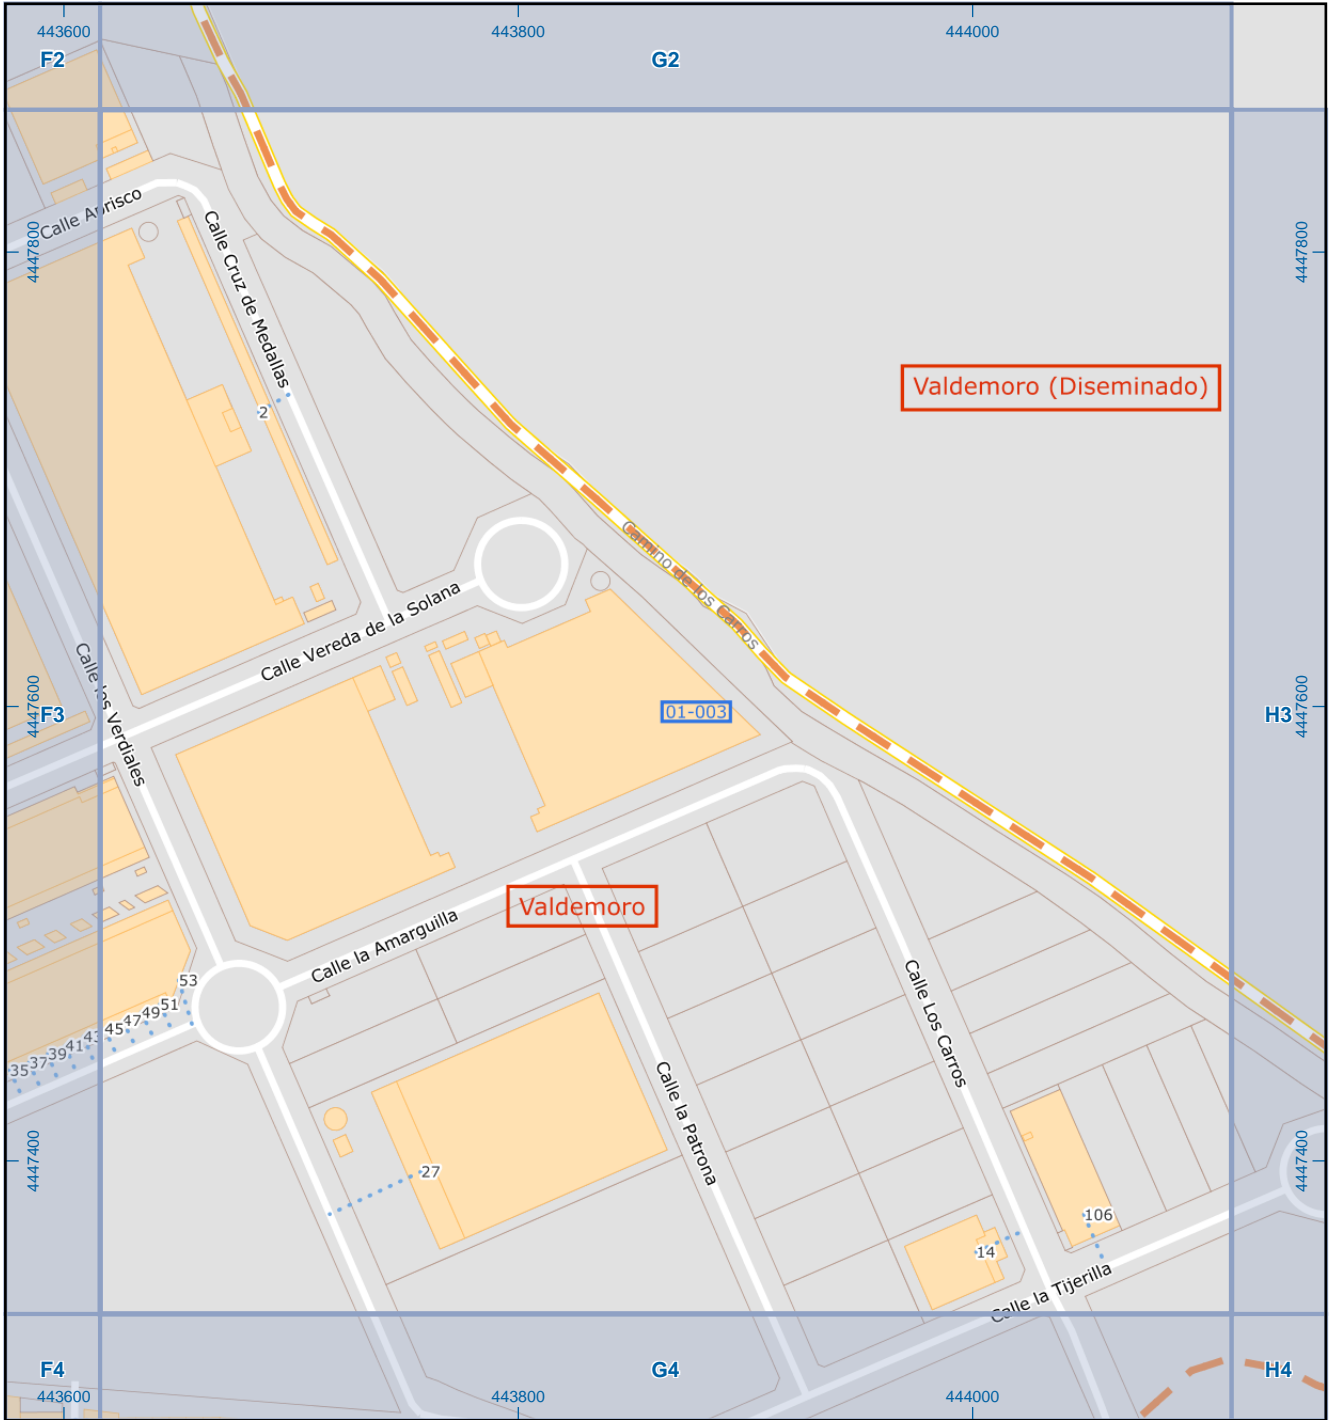 443600
443800
444000
F2
G2
Calle Aprisco
4447800
4447800
Calle Cruz de Medallas
Valdemoro (Diseminado)
2
Camino de los Carros
Calle Vereda de la Solana
Calle los Verdiales
4447600
F3
01-003
H3
4447600
Valdemoro
Calle la Amarguilla
53
51
49
47
45
43
41
39
37
35
Calle Los Carros
Calle la Patrona
4447400
4447400
27
106
14
Calle la Tijerilla
F4
G4
H4
443600
443800
444000